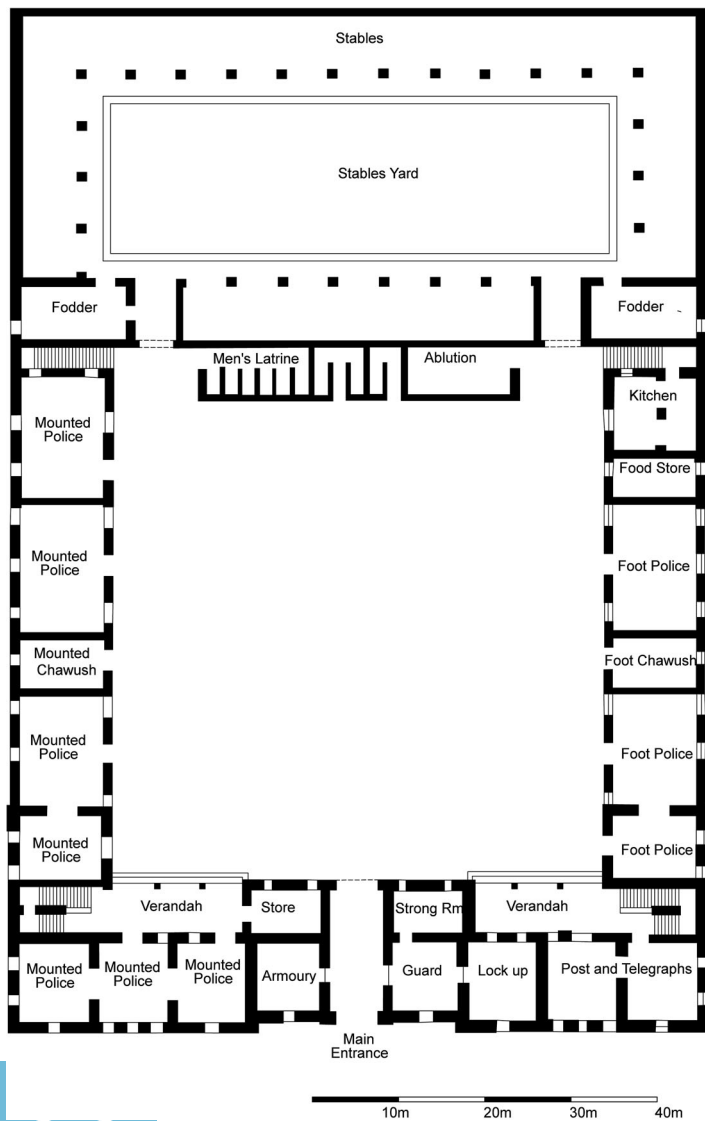 Stables
Stables Yard
Fodder
Fodder
Men's Latrine
Ablution
Mounted
Police
Kitchen
Food Store
Mounted
Police
Foot Police
Mounted
Chawush
Foot Chawush
Mounted
Police
Foot Police
Mounted
Police
Foot Police
Verandah
Store
Strong Rm
Verandah
Mounted
Police
Mounted
Police
Mounted
Police
Armoury
Guard
Lock up
Post and Telegraphs
Main
Entrance
10m
20m
30m
40m